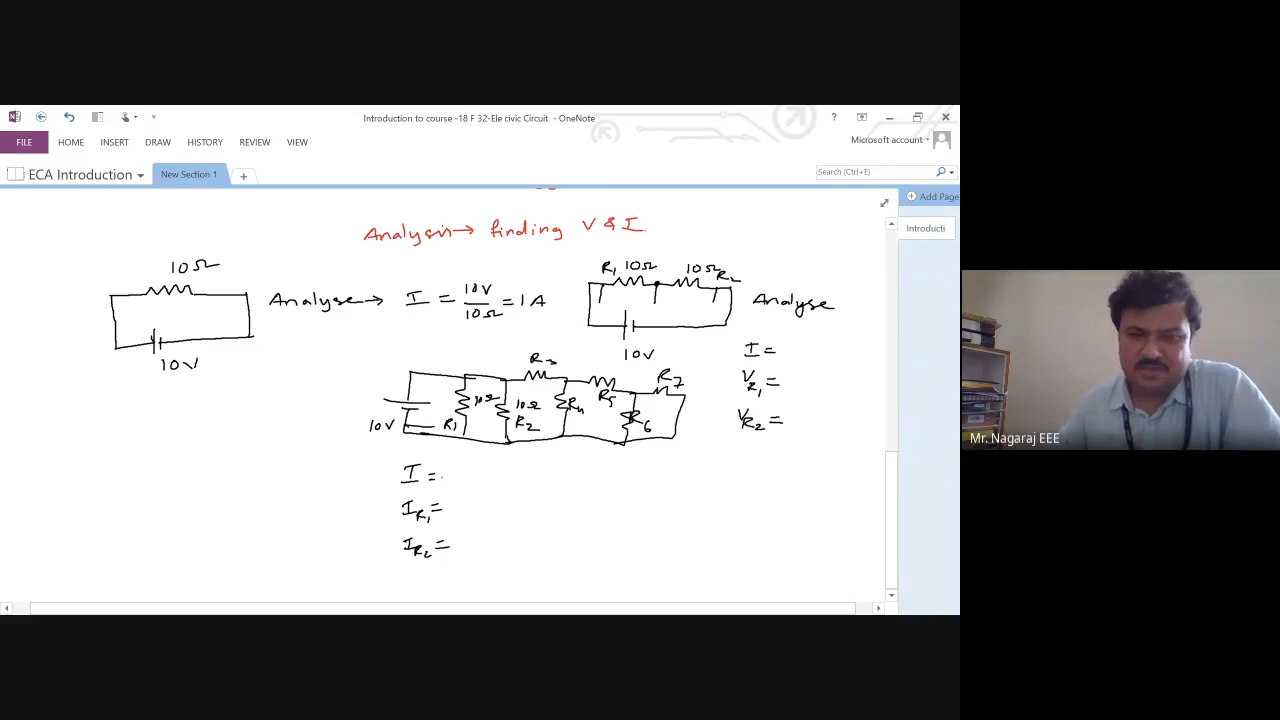 Introduction to course -18 F 32-Ele civic Circuit - OneNote
?
FILE
HOME
INSERT
DRAW
HISTORY
REVIEW
VIEW
Microsoft account
ECA Introduction
New Section 1
+
Search (Ctrl+E)
Add Page
Introducti
Analysis→ finding V & I
10Ω
10V
Analyse → I = 10V/10Ω = 1 A
R1 10Ω 10Ω R2
10V
Analyse
I =
VR1 =
VR2 =
10V
R1 10Ω
10Ω R2
R3
R4
R5
R6
R7
I =
IR1 =
IR2 =
Mr. Nagaraj EEE